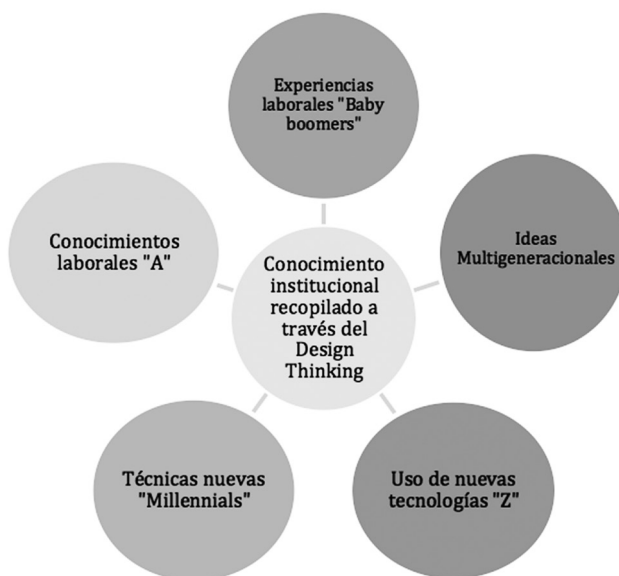 Experiencias
laborales "Baby
boomers"
Conocimientos
laborales "A"
Ideas
Multigeneracionales
Conocimiento
institucional
recopilado a
través del
Design
Thinking
Técnicas nuevas
"Millennials"
Uso de nuevas
tecnologías "Z"